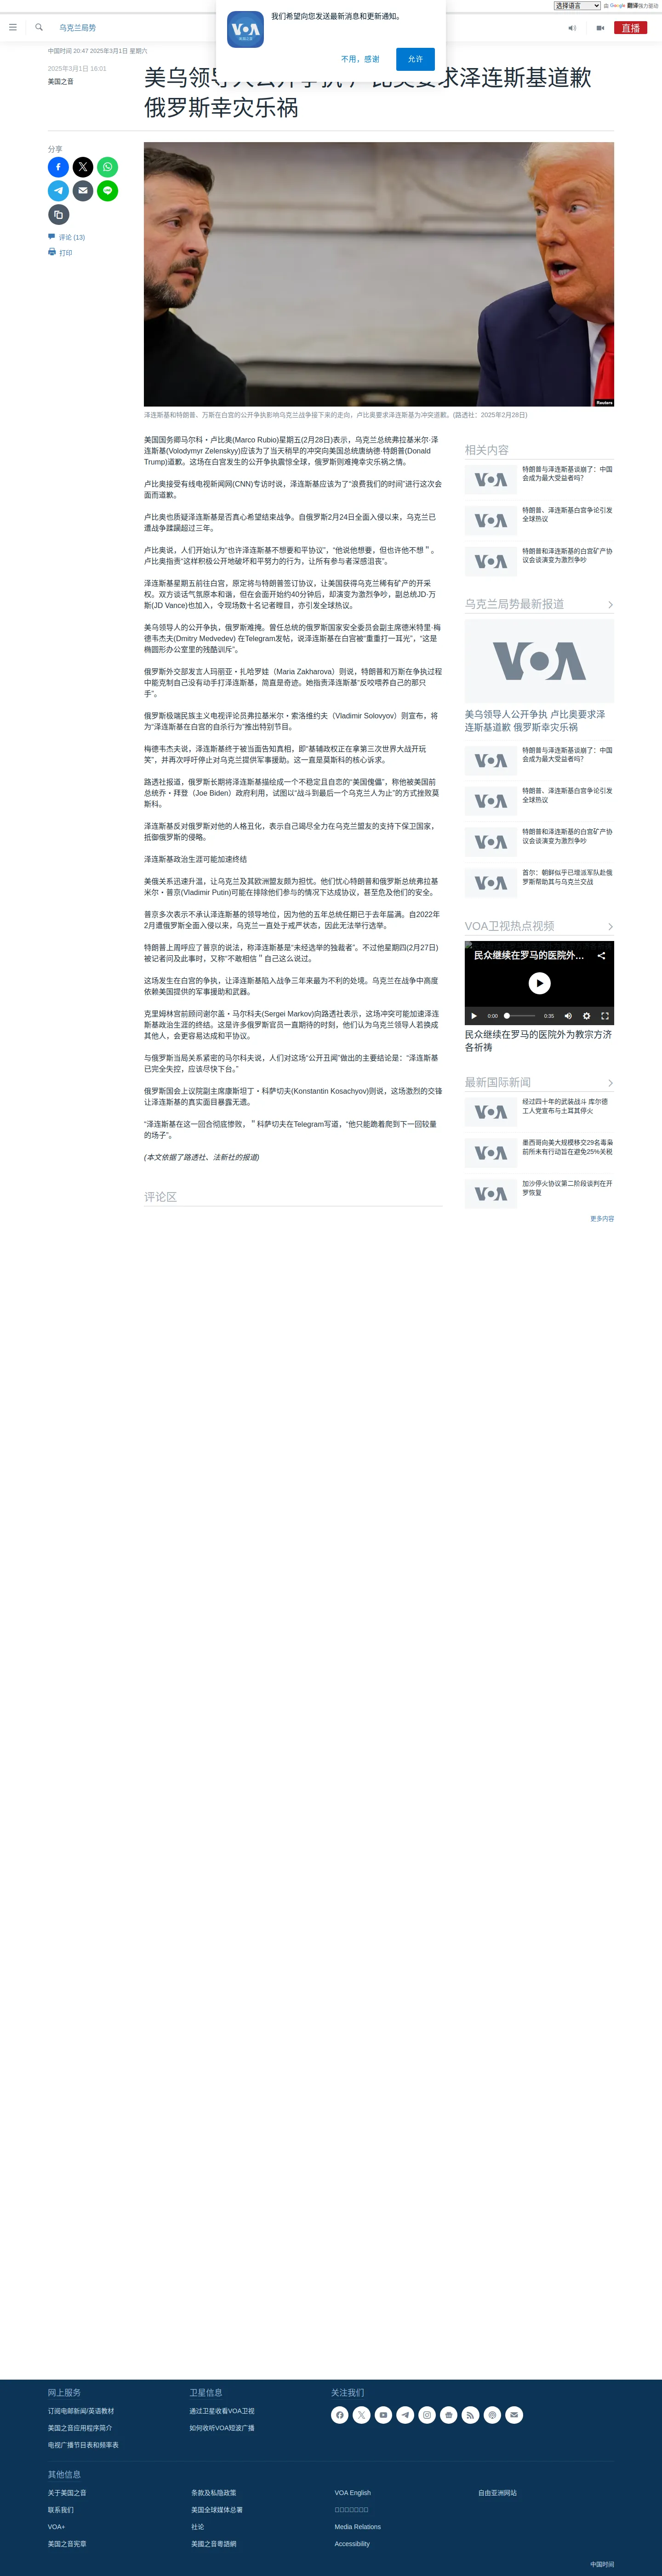 选择语言
由 Google 翻译强力驱动
我们希望向您发送最新消息和更新通知。
不用，感谢
允许
VOA
美国之音
乌克兰局势
直播
中国时间 20:47 2025年3月1日 星期六
2025年3月1日 16:01
美国之音
美乌领导人公开争执 卢比奥要求泽连斯基道歉
俄罗斯幸灾乐祸
分享
评论 (13)
打印
Reuters
泽连斯基和特朗普、万斯在白宫的公开争执影响乌克兰战争接下来的走向，卢比奥要求泽连斯基为冲突道歉。(路透社：2025年2月28日)
美国国务卿马尔科・卢比奥(Marco Rubio)星期五(2月28日)表示，乌克兰总统弗拉基米尔·泽
连斯基(Volodymyr Zelenskyy)应该为了当天稍早的冲突向美国总统唐纳德·特朗普(Donald
Trump)道歉。这场在白宫发生的公开争执震惊全球，俄罗斯则难掩幸灾乐祸之情。
卢比奥接受有线电视新闻网(CNN)专访时说，泽连斯基应该为了“浪费我们的时间”进行这次会
面而道歉。
卢比奥也质疑泽连斯基是否真心希望结束战争。自俄罗斯2月24日全面入侵以来，乌克兰已
遭战争蹂躏超过三年。
卢比奥说，人们开始认为“也许泽连斯基不想要和平协议”，“他说他想要，但也许他不想＂。
卢比奥指责“这样积极公开地破坏和平努力的行为，让所有参与者深感沮丧”。
泽连斯基星期五前往白宫，原定将与特朗普签订协议，让美国获得乌克兰稀有矿产的开采
权。双方谈话气氛原本和谐，但在会面开始约40分钟后，却演变为激烈争吵，副总统JD·万
斯(JD Vance)也加入，令现场数十名记者瞠目，亦引发全球热议。
美乌领导人的公开争执，俄罗斯难掩。曾任总统的俄罗斯国家安全委员会副主席德米特里·梅
德韦杰夫(Dmitry Medvedev) 在Telegram发帖，说泽连斯基在白宫被“重重打一耳光”，“这是
椭圆形办公室里的残酷训斥”。
俄罗斯外交部发言人玛丽亚・扎哈罗娃（Maria Zakharova）则说，特朗普和万斯在争执过程
中能克制自己没有动手打泽连斯基，简直是奇迹。她指责泽连斯基“反咬喂养自己的那只
手”。
俄罗斯极端民族主义电视评论员弗拉基米尔・索洛维约夫（Vladimir Solovyov）则宣布，将
为“泽连斯基在白宫的自杀行为”推出特别节目。
梅德韦杰夫说，泽连斯基终于被当面告知真相，即“基辅政权正在拿第三次世界大战开玩
笑”，并再次呼吁停止对乌克兰提供军事援助。这一直是莫斯科的核心诉求。
路透社报道，俄罗斯长期将泽连斯基描绘成一个不稳定且自恋的“美国傀儡”，称他被美国前
总统乔・拜登（Joe Biden）政府利用，试图以“战斗到最后一个乌克兰人为止”的方式挫败莫
斯科。
泽连斯基反对俄罗斯对他的人格丑化，表示自己竭尽全力在乌克兰盟友的支持下保卫国家，
抵御俄罗斯的侵略。
泽连斯基政治生涯可能加速终结
美俄关系迅速升温，让乌克兰及其欧洲盟友颇为担忧。他们忧心特朗普和俄罗斯总统弗拉基
米尔・普京(Vladimir Putin)可能在排除他们参与的情况下达成协议，甚至危及他们的安全。
普京多次表示不承认泽连斯基的领导地位，因为他的五年总统任期已于去年届满。自2022年
2月遭俄罗斯全面入侵以来，乌克兰一直处于戒严状态，因此无法举行选举。
特朗普上周呼应了普京的说法，称泽连斯基是“未经选举的独裁者”。不过他星期四(2月27日)
被记者问及此事时，又称“不敢相信＂自己这么说过。
这场发生在白宫的争执，让泽连斯基陷入战争三年来最为不利的处境。乌克兰在战争中高度
依赖美国提供的军事援助和武器。
克里姆林宫前顾问谢尔盖・马尔科夫(Sergei Markov)向路透社表示，这场冲突可能加速泽连
斯基政治生涯的终结。这是许多俄罗斯官员一直期待的时刻，他们认为乌克兰领导人若换成
其他人，会更容易达成和平协议。
与俄罗斯当局关系紧密的马尔科夫说，人们对这场“公开丑闻”做出的主要结论是：“泽连斯基
已完全失控，应该尽快下台。”
俄罗斯国会上议院副主席康斯坦丁・科萨切夫(Konstantin Kosachyov)则说，这场激烈的交锋
让泽连斯基的真实面目暴露无遗。
“泽连斯基在这一回合彻底惨败，＂科萨切夫在Telegram写道，“他只能跪着爬到下一回较量
的场子”。
(本文依据了路透社、法新社的报道)
评论区
相关内容
特朗普与泽连斯基谈崩了：中国
会成为最大受益者吗?
特朗普、泽连斯基白宫争论引发
全球热议
特朗普和泽连斯基的白宫矿产协
议会谈演变为激烈争吵
乌克兰局势最新报道
美乌领导人公开争执 卢比奥要求泽
连斯基道歉 俄罗斯幸灾乐祸
特朗普与泽连斯基谈崩了：中国
会成为最大受益者吗?
特朗普、泽连斯基白宫争论引发
全球热议
特朗普和泽连斯基的白宫矿产协
议会谈演变为激烈争吵
首尔：朝鲜似乎已增派军队赴俄
罗斯帮助其与乌克兰交战
VOA卫视热点视频
民众继续在罗马的医院外...
0:00
0:35
民众继续在罗马的医院外为教宗方济
各祈祷
最新国际新闻
经过四十年的武装战斗 库尔德
工人党宣布与土耳其停火
墨西哥向美大规模移交29名毒枭
前所未有行动旨在避免25%关税
加沙停火协议第二阶段谈判在开
罗恢复
更多内容
网上服务
订阅电邮新闻/英语教材
美国之音应用程序简介
电视广播节目表和频率表
卫星信息
通过卫星收看VOA卫视
如何收听VOA短波广播
关注我们
其他信息
关于美国之音
条款及私隐政策
VOA English
自由亚洲网站
联系我们
美国全球媒体总署
VOA+
社论
Media Relations
美国之音宪章
美國之音粵語網
Accessibility
中国时间